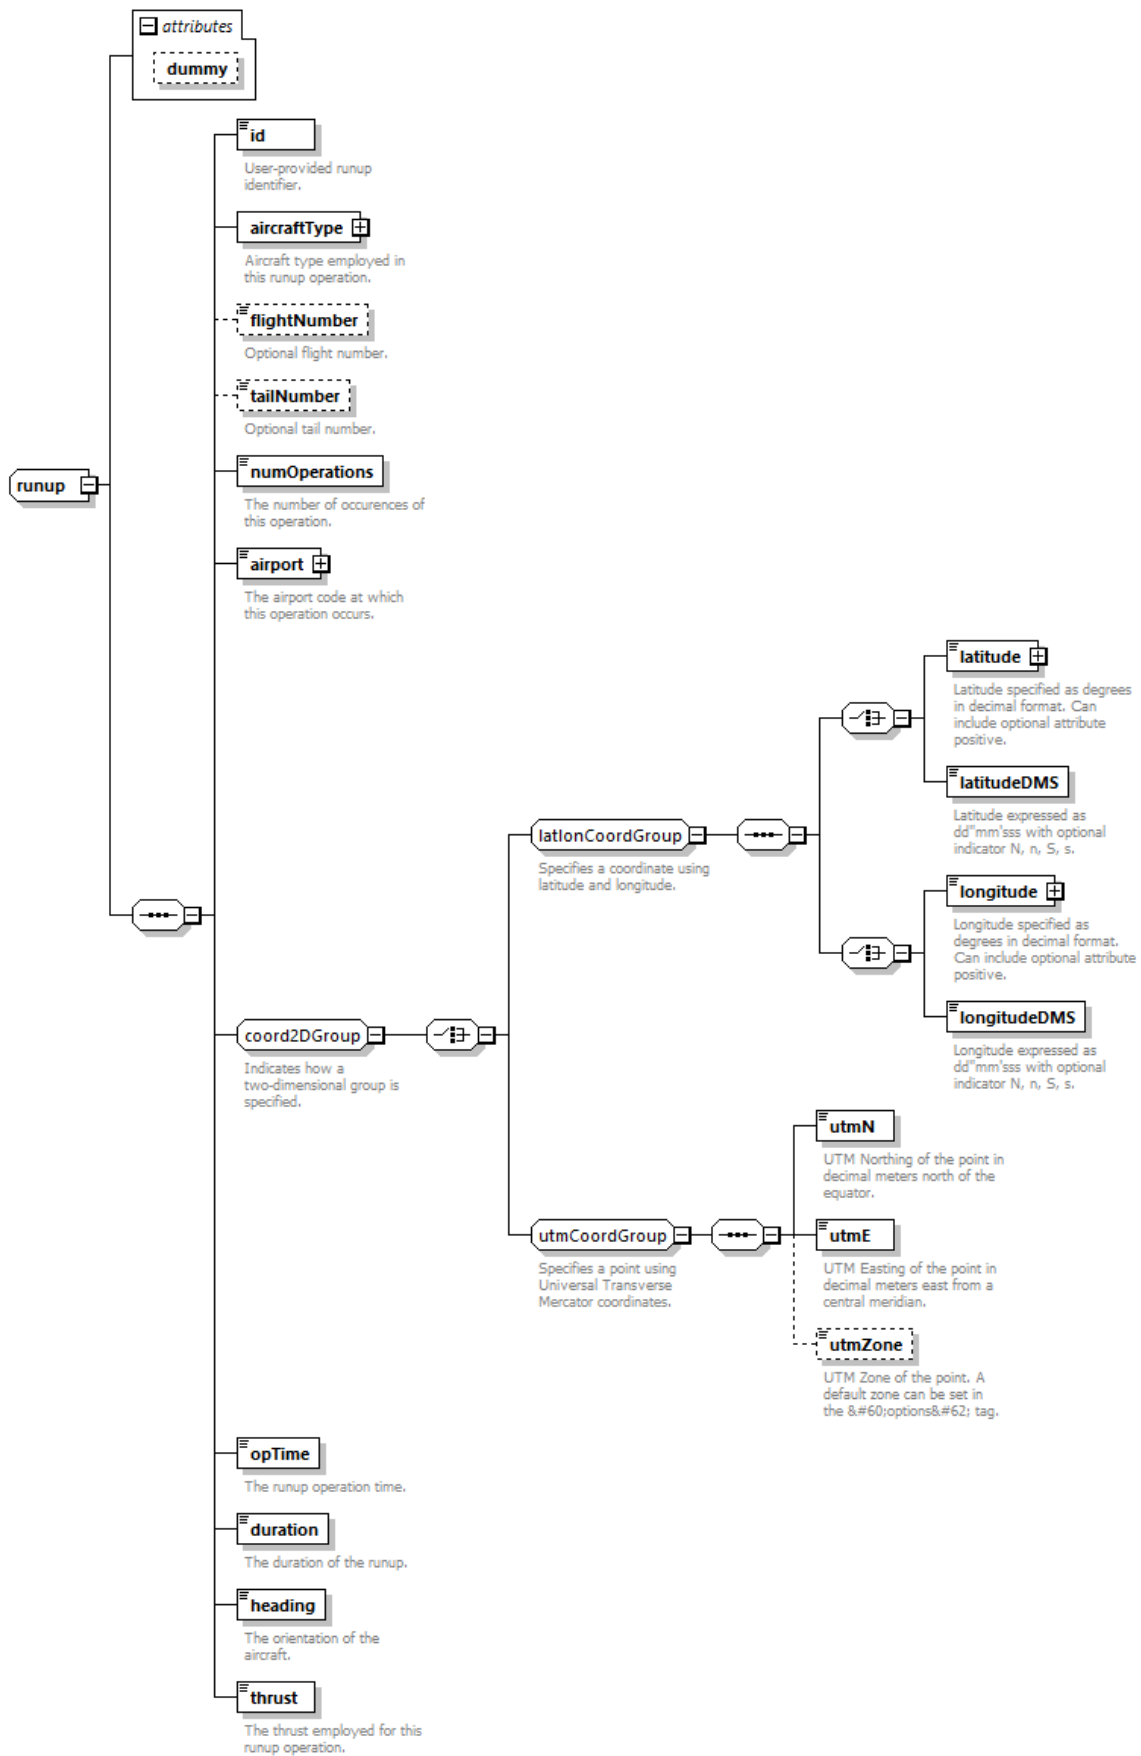 attributes
dummy
id
User-provided runup
identifier.
aircraftType
Aircraft type employed in
this runup operation.
flightNumber
Optional flight number.
tailNumber
Optional tail number.
runup
numOperations
The number of occurences of
this operation.
airport
The airport code at which
this operation occurs.
coord2DGroup
Indicates how a
two-dimensional group is
specified.
latlonCoordGroup
Specifies a coordinate using
latitude and longitude.
latitude
Latitude specified as degrees
in decimal format. Can
include optional attribute
positive.
latitudeDMS
Latitude expressed as
dd"mm'sss with optional
indicator N, n, S, s.
longitude
Longitude specified as
degrees in decimal format.
Can include optional attribute
positive.
longitudeDMS
Longitude expressed as
dd"mm'sss with optional
indicator N, n, S, s.
utmCoordGroup
Specifies a point using
Universal Transverse
Mercator coordinates.
utmN
UTM Northing of the point in
decimal meters north of the
equator.
utmE
UTM Easting of the point in
decimal meters east from a
central meridian.
utmZone
UTM Zone of the point. A
default zone can be set in
the &#60;options&#62; tag.
opTime
The runup operation time.
duration
The duration of the runup.
heading
The orientation of the
aircraft.
thrust
The thrust employed for this
runup operation.